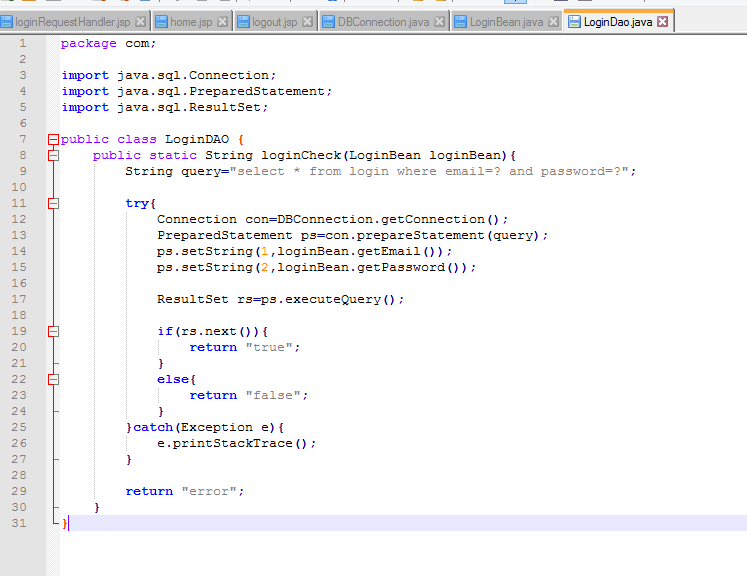 loginRequestHandler.jsp home.jsp logout.jsp DBConnection.java LoginBean.java LoginDao.java
1 package com;
2
3 import java.sql.Connection;
4 import java.sql.PreparedStatement;
5 import java.sql.ResultSet;
6
7 public class LoginDAO {
8 public static String loginCheck(LoginBean loginBean){
9 String query="select * from login where email=? and password=?";
10
11 try{
12 Connection con=DBConnection.getConnection();
13 PreparedStatement ps=con.prepareStatement(query);
14 ps.setString(1,loginBean.getEmail());
15 ps.setString(2,loginBean.getPassword());
16
17 ResultSet rs=ps.executeQuery();
18
19 if(rs.next()){
20 return "true";
21 }
22 else{
23 return "false";
24 }
25 }catch(Exception e){
26 e.printStackTrace();
27 }
28
29 return "error";
30 }
31 }